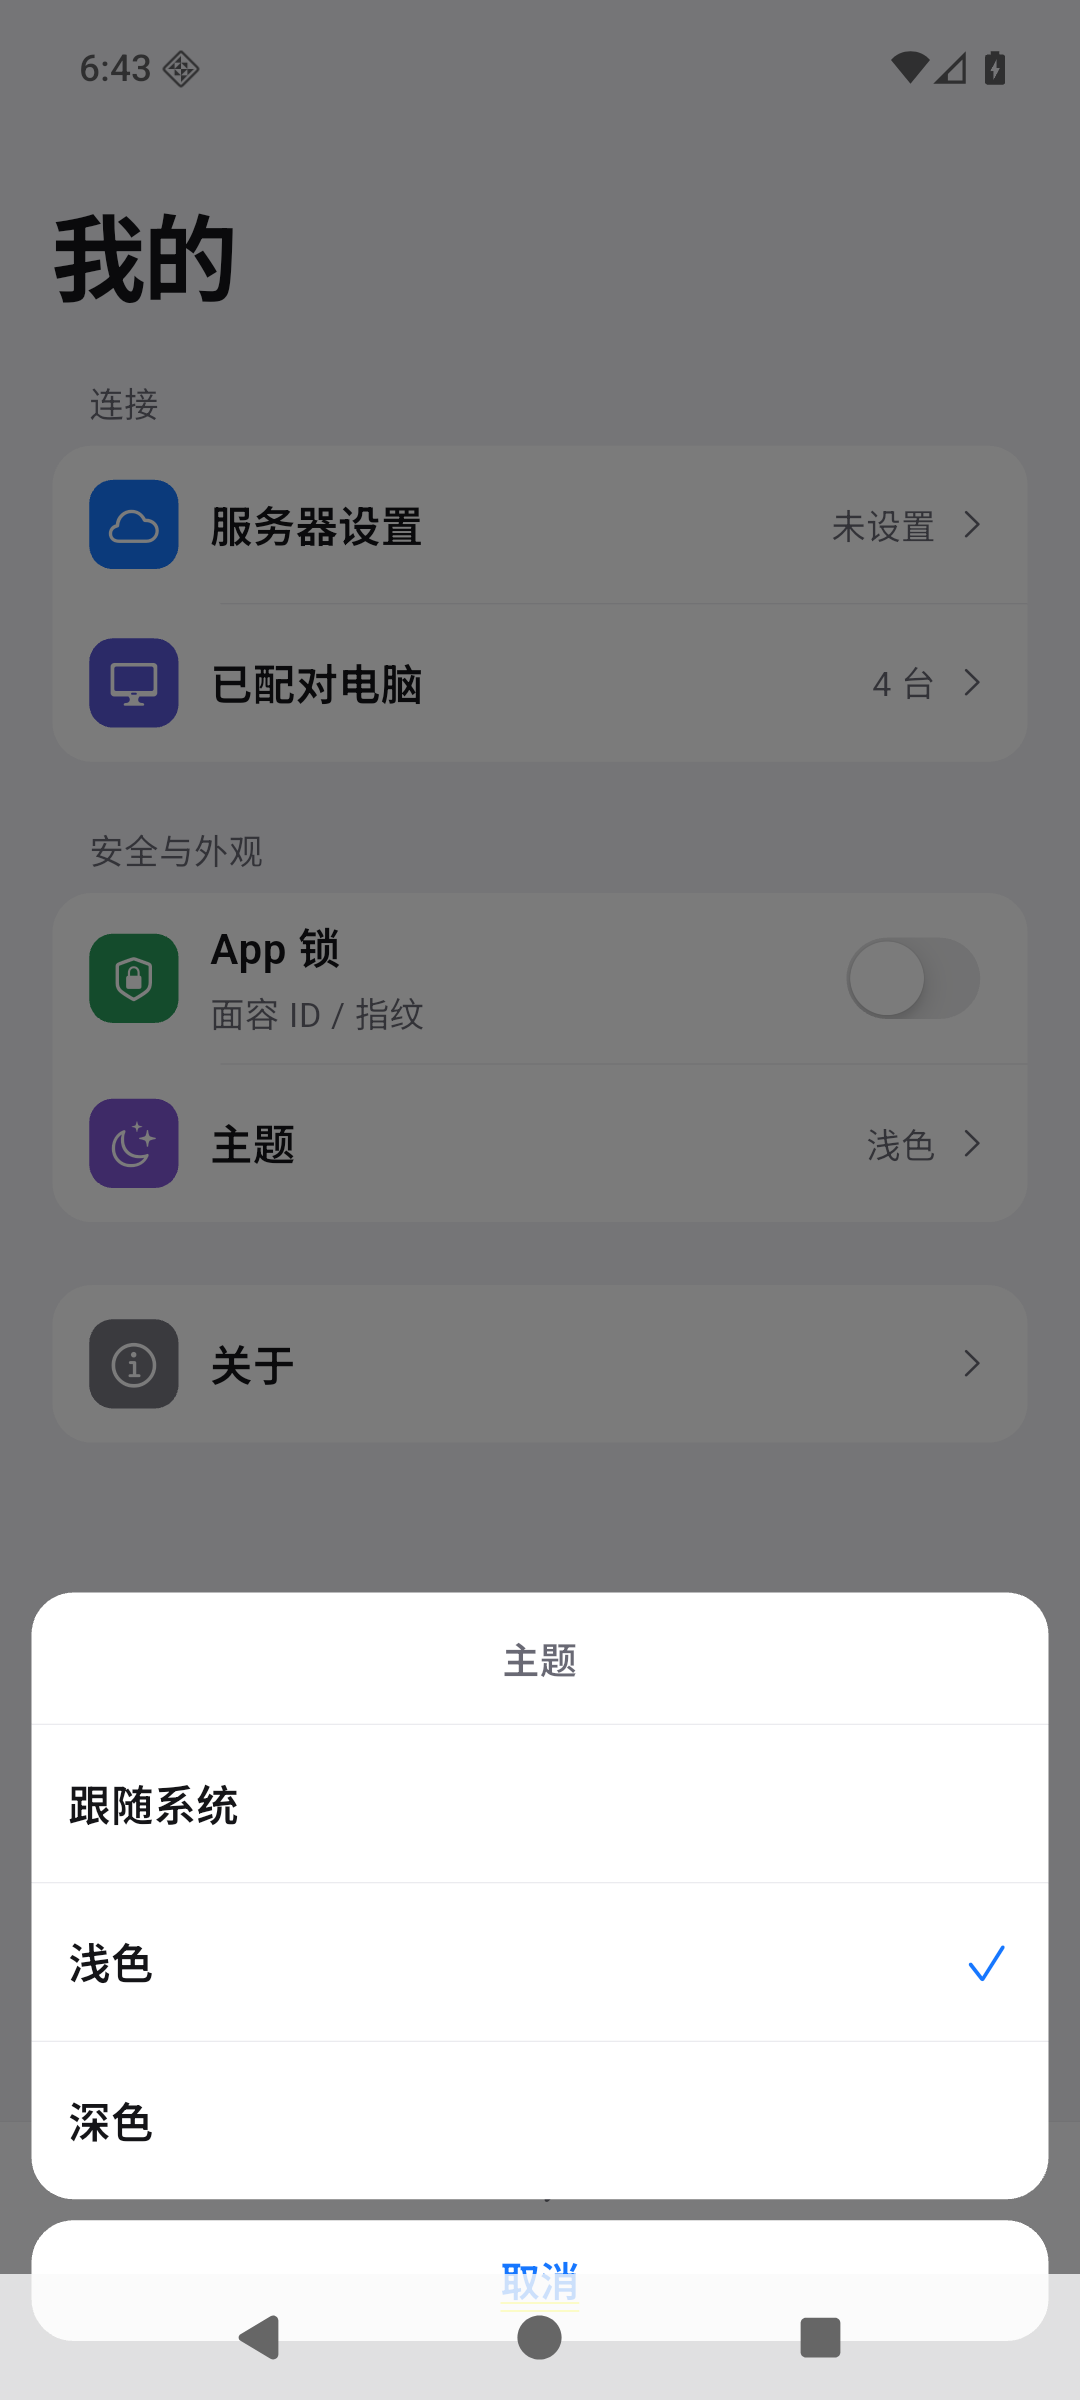 6:43
我的
连接
服务器设置
未设置
已配对电脑
4 台
安全与外观
App 锁
面容 ID / 指纹
主题
浅色
关于
主题
跟随系统
浅色
深色
取消